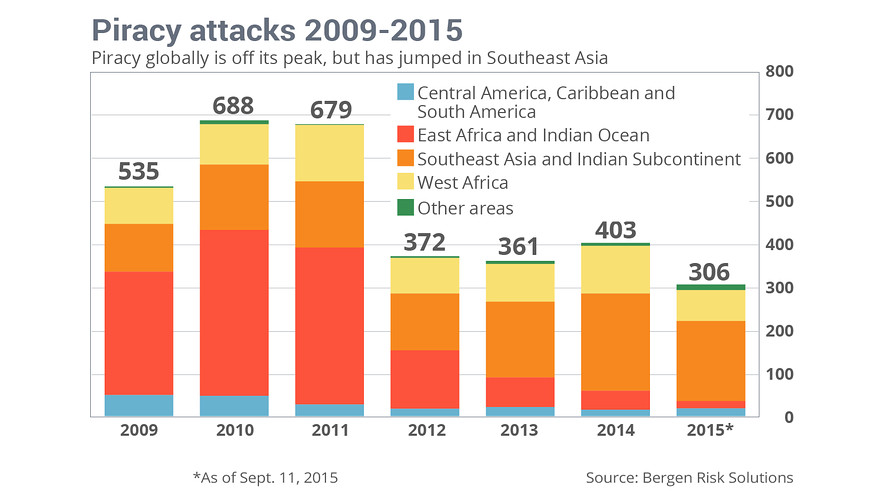 Piracy attacks 2009-2015
Piracy globally is off its peak, but has jumped in Southeast Asia
800
700
600
500
400
300
200
100
0
Central America, Caribbean and
South America
East Africa and Indian Ocean
Southeast Asia and Indian Subcontinent
West Africa
Other areas
535
688
679
372
361
403
306
2009
2010
2011
2012
2013
2014
2015*
*As of Sept. 11, 2015
Source: Bergen Risk Solutions